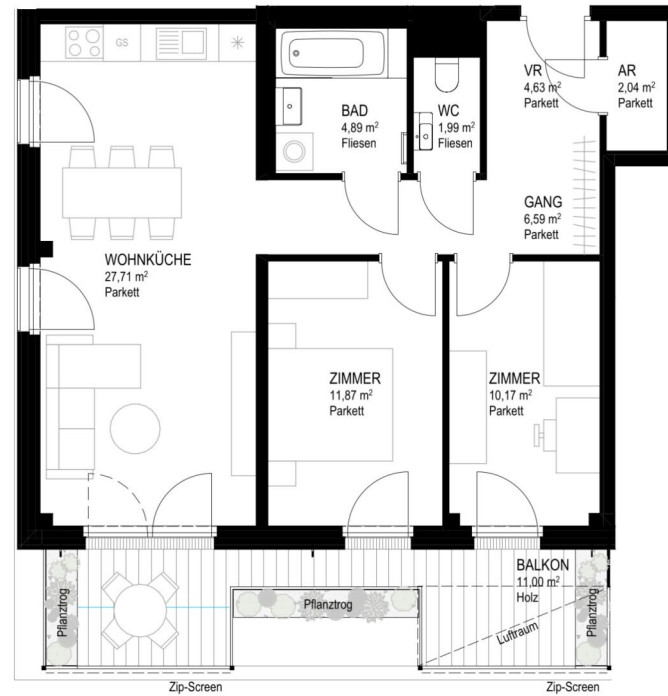 GS
BAD
4,89 m²
Fliesen
WC
1,99 m²
Fliesen
VR
4,63 m²
Parkett
AR
2,04 m²
Parkett
GANG
6,59 m²
Parkett
WOHNKÜCHE
27,71 m²
Parkett
ZIMMER
11,87 m²
Parkett
ZIMMER
10,17 m²
Parkett
BALKON
11,00 m²
Holz
Pflanztrog
Pflanztrog
Pflanztrog
Luftraum
Zip-Screen
Zip-Screen